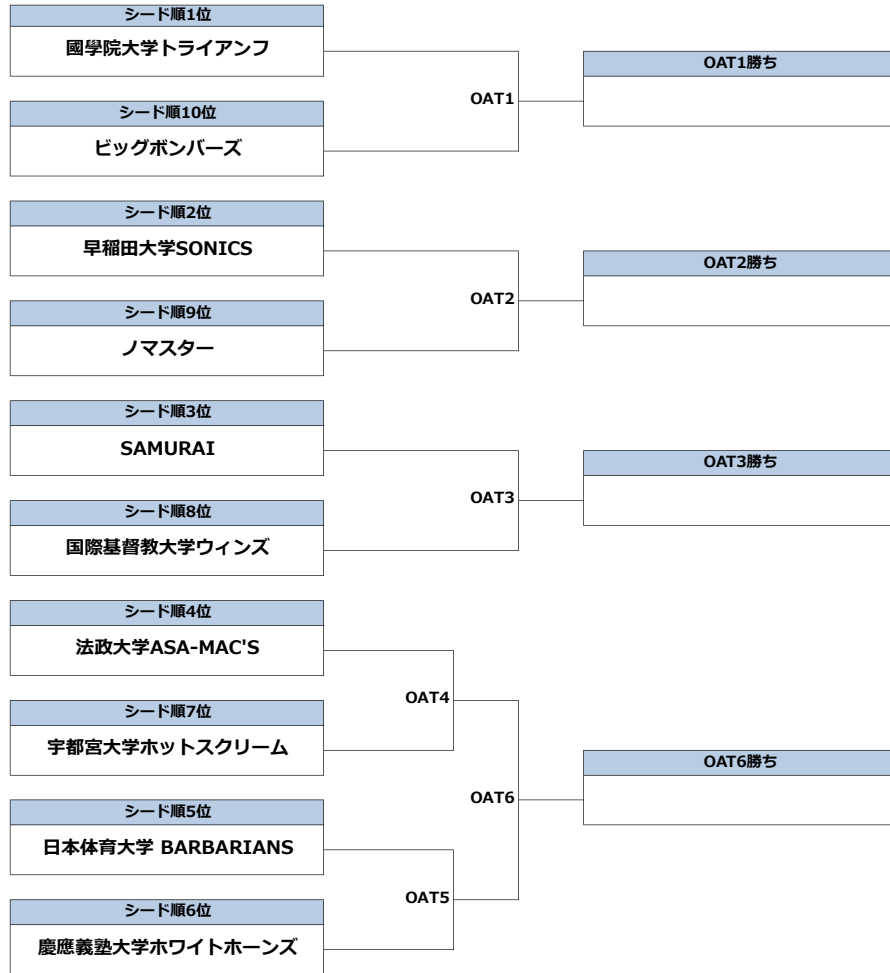 シード順1位
國學院大学トライアンフ
OAT1勝ち
OAT1
シード順10位
ビッグボンバーズ
シード順2位
早稲田大学SONICS
OAT2勝ち
OAT2
シード順9位
ノマスター
シード順3位
SAMURAI
OAT3勝ち
OAT3
シード順8位
国際基督教大学ウィンズ
シード順4位
法政大学ASA-MAC'S
OAT4
シード順7位
宇都宮大学ホットスクリーム
OAT6勝ち
OAT6
シード順5位
日本体育大学 BARBARIANS
OAT5
シード順6位
慶應義塾大学ホワイトホーンズ